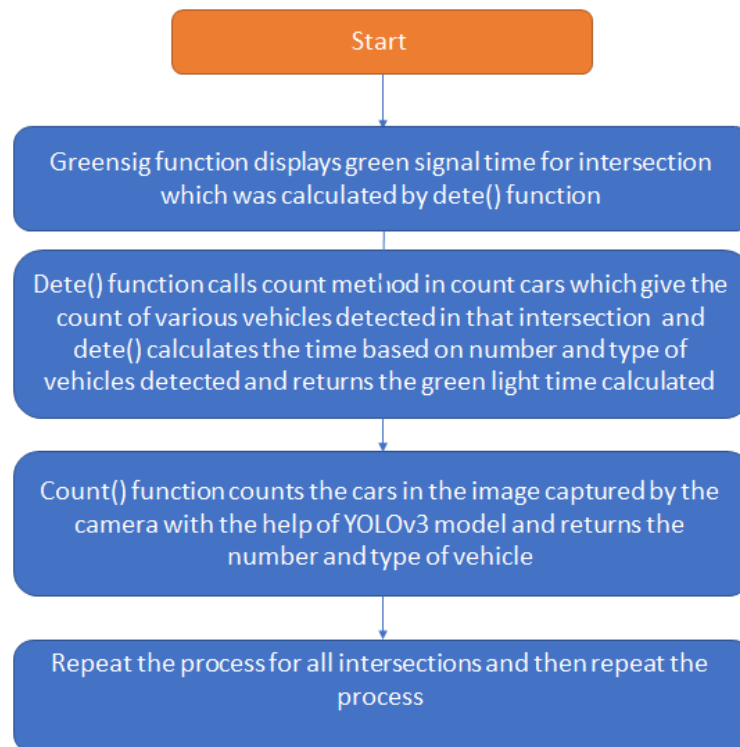 Start
Greensig function displays green signal time for intersection
which was calculated by dete() function
Dete() function calls count method in count cars which give the
count of various vehicles detected in that intersection and
dete() calculates the time based on number and type of
vehicles detected and returns the green light time calculated
Count() function counts the cars in the image captured by the
camera with the help of YOLOv3 model and returns the
number and type of vehicle
Repeat the process for all intersections and then repeat the
process